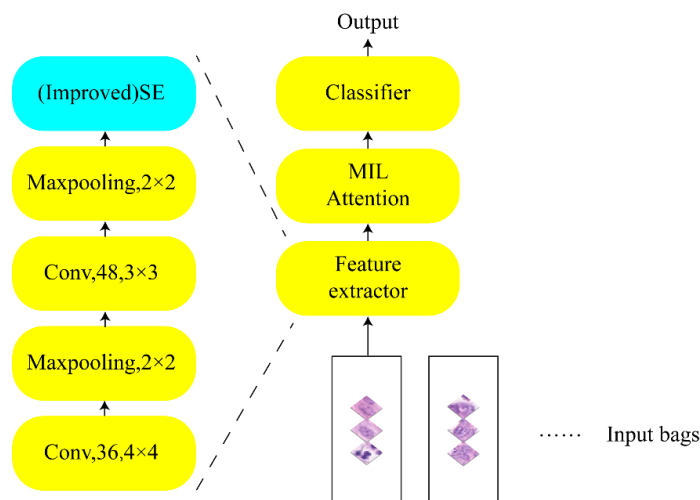 Output
(Improved)SE
Classifier
Maxpooling,2×2
MIL
Attention
Conv,48,3×3
Feature
extractor
Maxpooling,2×2
Conv,36,4×4
...... Input bags